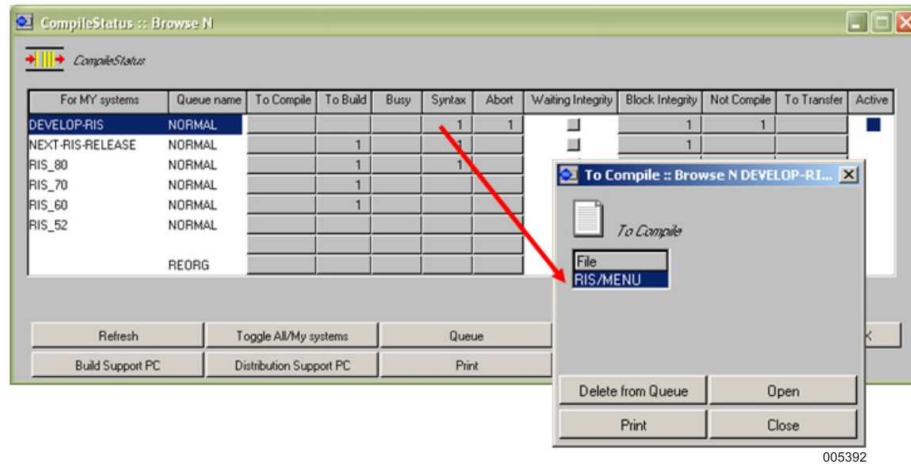 CompileStatus :: Browse N
CompileStatus
For MY systems Queue name To Compile To Build Busy Syntax Abort Waiting Integrity Block Integrity Not Compile To Transfer Active
DEVELOP-RIS NORMAL 1 1 1 1
NEXT-RIS-RELEASE NORMAL 1 1 1
RIS_80 NORMAL 1 1
RIS_70 NORMAL 1
RIS_60 NORMAL 1
RIS_52 NORMAL
REORG
Refresh Toggle All/My systems Queue
Build Support PC Distribution Support PC Print
To Compile :: Browse N DEVELOP-RI...
To Compile
File
RIS/MENU
Delete from Queue Open
Print Close
005392